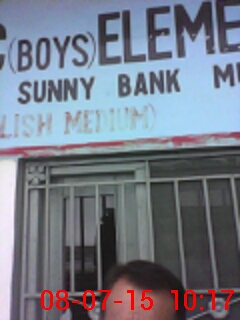 C (BOYS) ELEME
SUNNY BANK M
LISH MEDIUM)
08-07-15 10:17